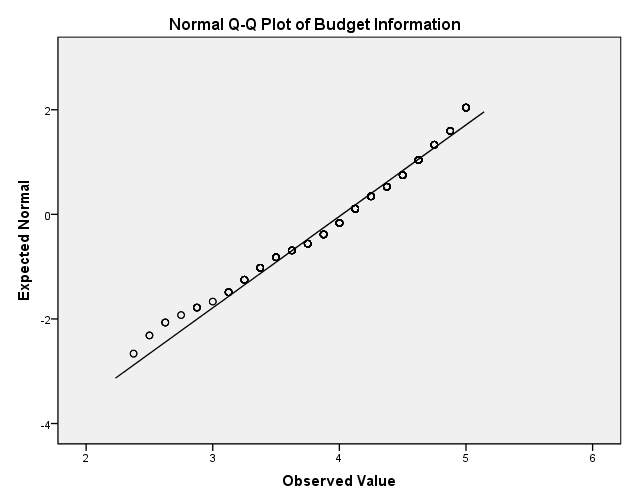 Normal Q-Q Plot of Budget Information
Expected Normal
2
0
-2
-4
2 3 4 5 6
Observed Value